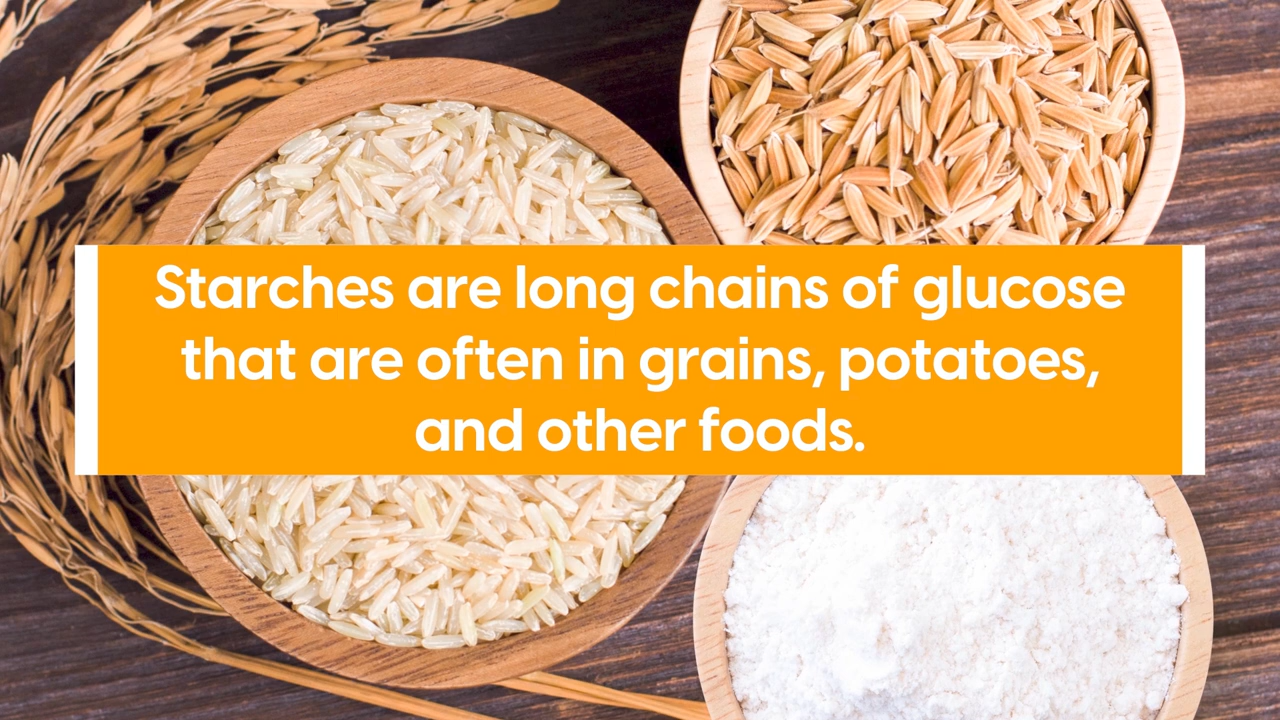 Starches are long chains of glucose
that are often in grains, potatoes,
and other foods.